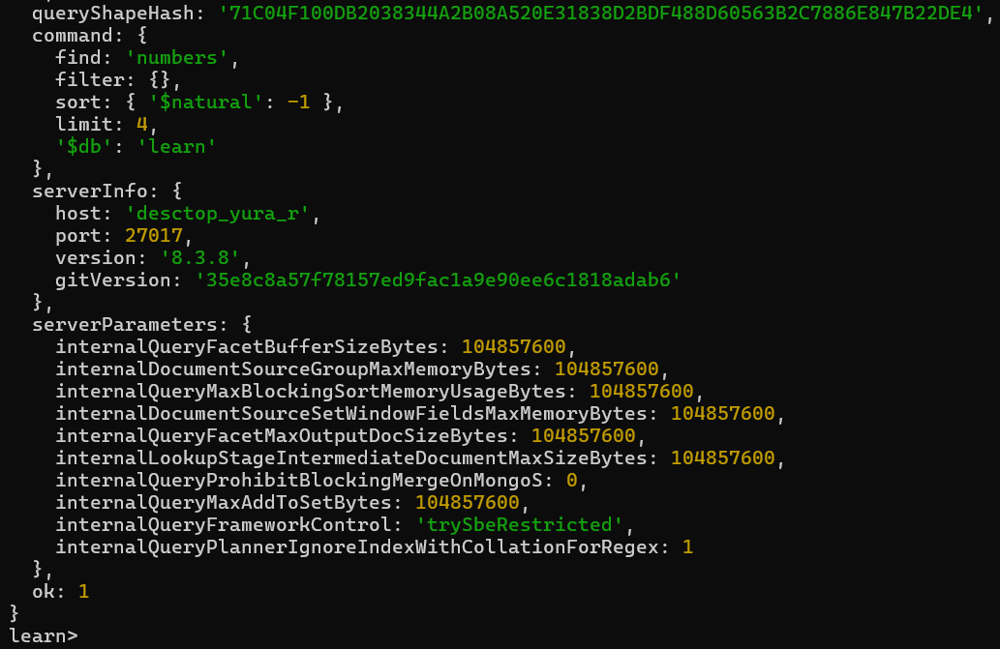 queryShapeHash: '71C04F100DB2038344A2B08A520E31838D2BDF488D60563B2C7886E847B22DE4',
command: {
find: 'numbers',
filter: {},
sort: { '$natural': -1 },
limit: 4,
'$db': 'learn'
},
serverInfo: {
host: 'desctop_yura_r',
port: 27017,
version: '8.3.8',
gitVersion: '35e8c8a57f78157ed9fac1a9e90ee6c1818adab6'
},
serverParameters: {
internalQueryFacetBufferSizeBytes: 104857600,
internalDocumentSourceGroupMaxMemoryBytes: 104857600,
internalQueryMaxBlockingSortMemoryUsageBytes: 104857600,
internalDocumentSourceSetWindowFieldsMaxMemoryBytes: 104857600,
internalQueryFacetMaxOutputDocSizeBytes: 104857600,
internalLookupStageIntermediateDocumentMaxSizeBytes: 104857600,
internalQueryProhibitBlockingMergeOnMongoS: 0,
internalQueryMaxAddToSetBytes: 104857600,
internalQueryFrameworkControl: 'trySbeRestricted',
internalQueryPlannerIgnoreIndexWithCollationForRegex: 1
},
ok: 1
}
learn>